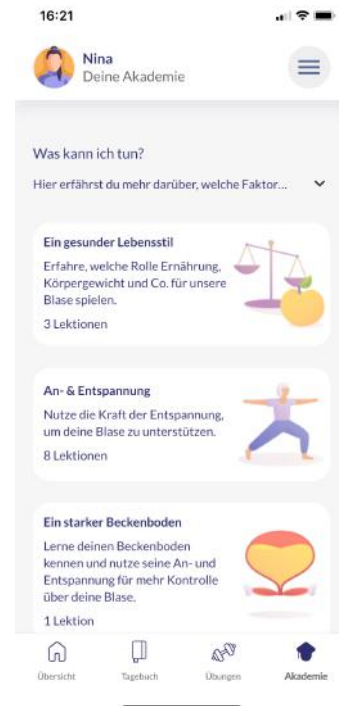 16:21
Nina
Deine Akademie
Was kann ich tun?
Hier erfährst du mehr darüber, welche Faktor...
Ein gesunder Lebensstil
Erfahre, welche Rolle Ernährung,
Körpergewicht und Co. für unsere
Blase spielen.
3 Lektionen
An- & Entspannung
Nutze die Kraft der Entspannung,
um deine Blase zu unterstützen.
8 Lektionen
Ein starker Beckenboden
Lerne deinen Beckenboden
kennen und nutze seine An- und
Entspannung für mehr Kontrolle
über deine Blase.
1 Lektion
Übersicht Tagebuch Übungen Akademie